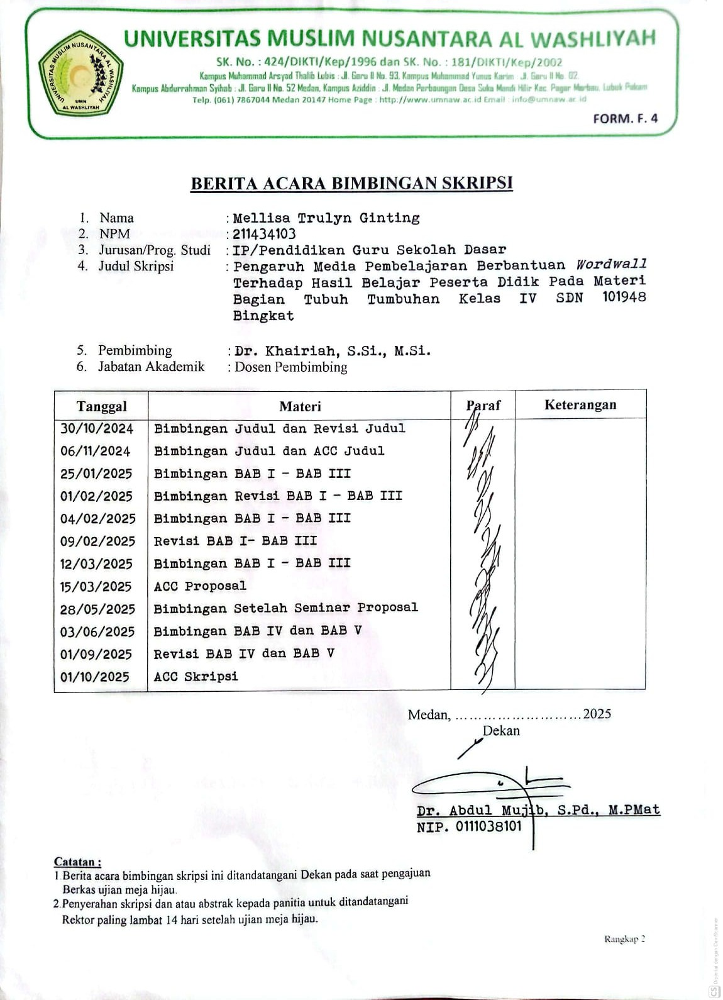 UNIVERSITAS MUSLIM NUSANTARA AL WASHLIYAH
SK. No. : 424/DIKTI/Kep/1996 dan SK. No. : 181/DIKTI/Kep/2002
Kampus Muhammad Arsyad Thalib Lubis : Jl. Garu II No. 93, Kampus Muhammad Yunus Karim : Jl. Garu II No. 02.
Kampus Abdurrahman Syihab : Jl. Garu II No. 52 Medan, Kampus Aziddin : Jl. Medan Perbaungan Desa Suka Mandi Hilir Kec. Pagar Merbau, Lubuk Pakam
Telp. (061) 7867044 Medan 20147 Home Page : http://www.umnaw.ac.id Email : info@umnaw.ac.id
UNIVERSITAS MUSLIM NUSANTARA AL WASHLIYAH
UMN
AL WASHLIYAH
FORM. F. 4
BERITA ACARA BIMBINGAN SKRIPSI
1. Nama : Mellisa Trulyn Ginting
2. NPM : 211434103
3. Jurusan/Prog. Studi : IP/Pendidikan Guru Sekolah Dasar
4. Judul Skripsi : Pengaruh Media Pembelajaran Berbantuan Wordwall
Terhadap Hasil Belajar Peserta Didik Pada Materi
Bagian Tubuh Tumbuhan Kelas IV SDN 101948
Bingkat
5. Pembimbing : Dr. Khairiah, S.Si., M.Si.
6. Jabatan Akademik : Dosen Pembimbing
Tanggal Materi Paraf Keterangan
30/10/2024 Bimbingan Judul dan Revisi Judul
06/11/2024 Bimbingan Judul dan ACC Judul
25/01/2025 Bimbingan BAB I - BAB III
01/02/2025 Bimbingan Revisi BAB I - BAB III
04/02/2025 Bimbingan BAB I - BAB III
09/02/2025 Revisi BAB I- BAB III
12/03/2025 Bimbingan BAB I - BAB III
15/03/2025 ACC Proposal
28/05/2025 Bimbingan Setelah Seminar Proposal
03/06/2025 Bimbingan BAB IV dan BAB V
01/09/2025 Revisi BAB IV dan BAB V
01/10/2025 ACC Skripsi
Medan, ..............................2025
Dekan
Dr. Abdul Mujib, S.Pd., M.PMat
NIP. 0111038101
Catatan :
1.Berita acara bimbingan skripsi ini ditandatangani Dekan pada saat pengajuan
Berkas ujian meja hijau.
2.Penyerahan skripsi dan atau abstrak kepada panitia untuk ditandatangani
Rektor paling lambat 14 hari setelah ujian meja hijau.
Rangkap 2
CS Dipindai dengan CamScanner